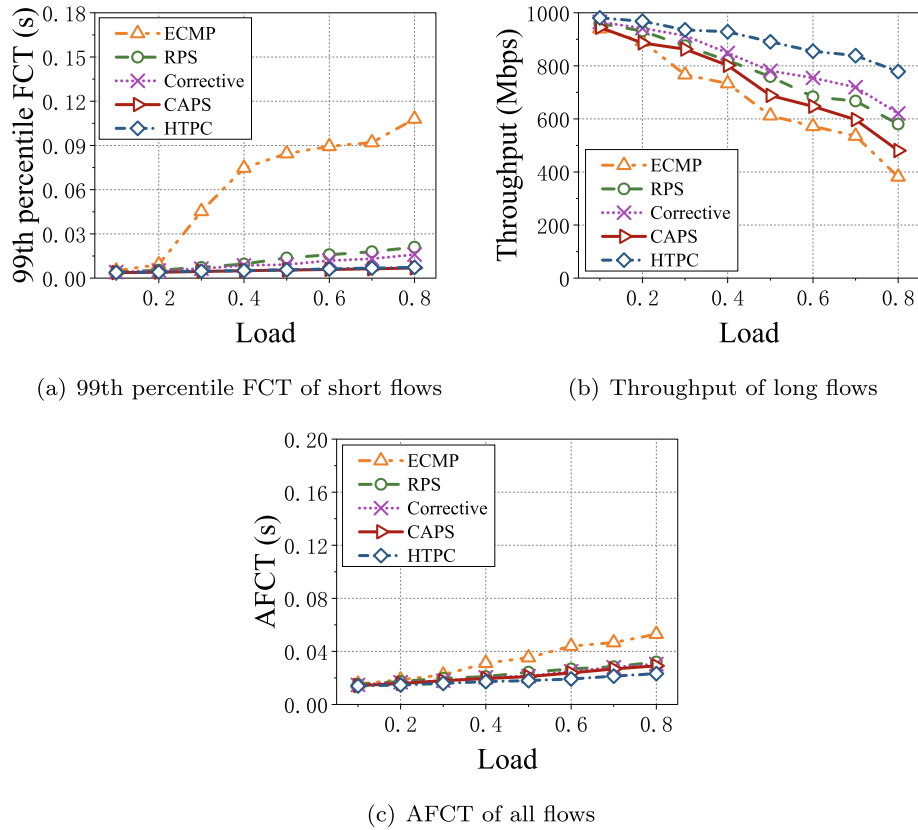 99th percentile FCT (s)
0.18
0.15
0.12
0.09
0.06
0.03
0.00
ECMP
RPS
Corrective
CAPS
HTPC
0.2 0.4 0.6 0.8
Load
(a) 99th percentile FCT of short flows
Throughput (Mbps)
1000
800
600
400
200
0
ECMP
RPS
Corrective
CAPS
HTPC
0.2 0.4 0.6 0.8
Load
(b) Throughput of long flows
AFCT (s)
0.20
0.16
0.12
0.08
0.04
0.00
ECMP
RPS
Corrective
CAPS
HTPC
0.2 0.4 0.6 0.8
Load
(c) AFCT of all flows